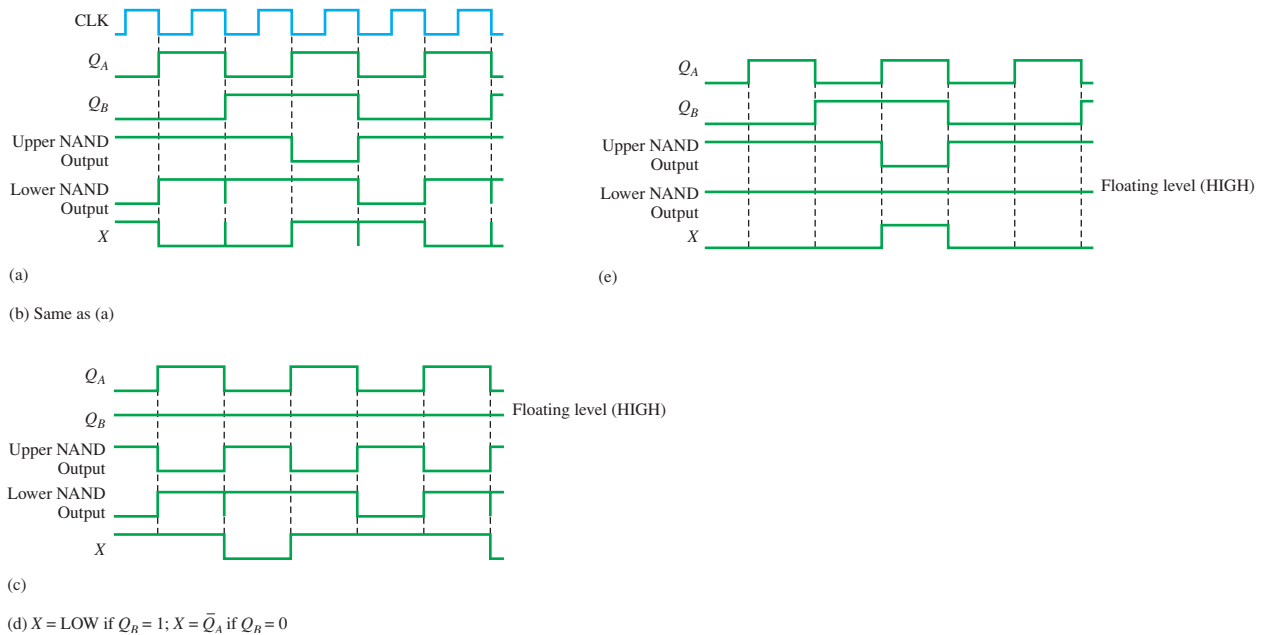 CLK
Q_A
Q_B
Upper NAND
Output
Lower NAND
Output
X
(a)
(b) Same as (a)
Q_A
Q_B
Floating level (HIGH)
Upper NAND
Output
Lower NAND
Output
X
(c)
(d) X = LOW if Q_B = 1; X = Q̅_A if Q_B = 0
Q_A
Q_B
Upper NAND
Output
Lower NAND
Output
Floating level (HIGH)
X
(e)